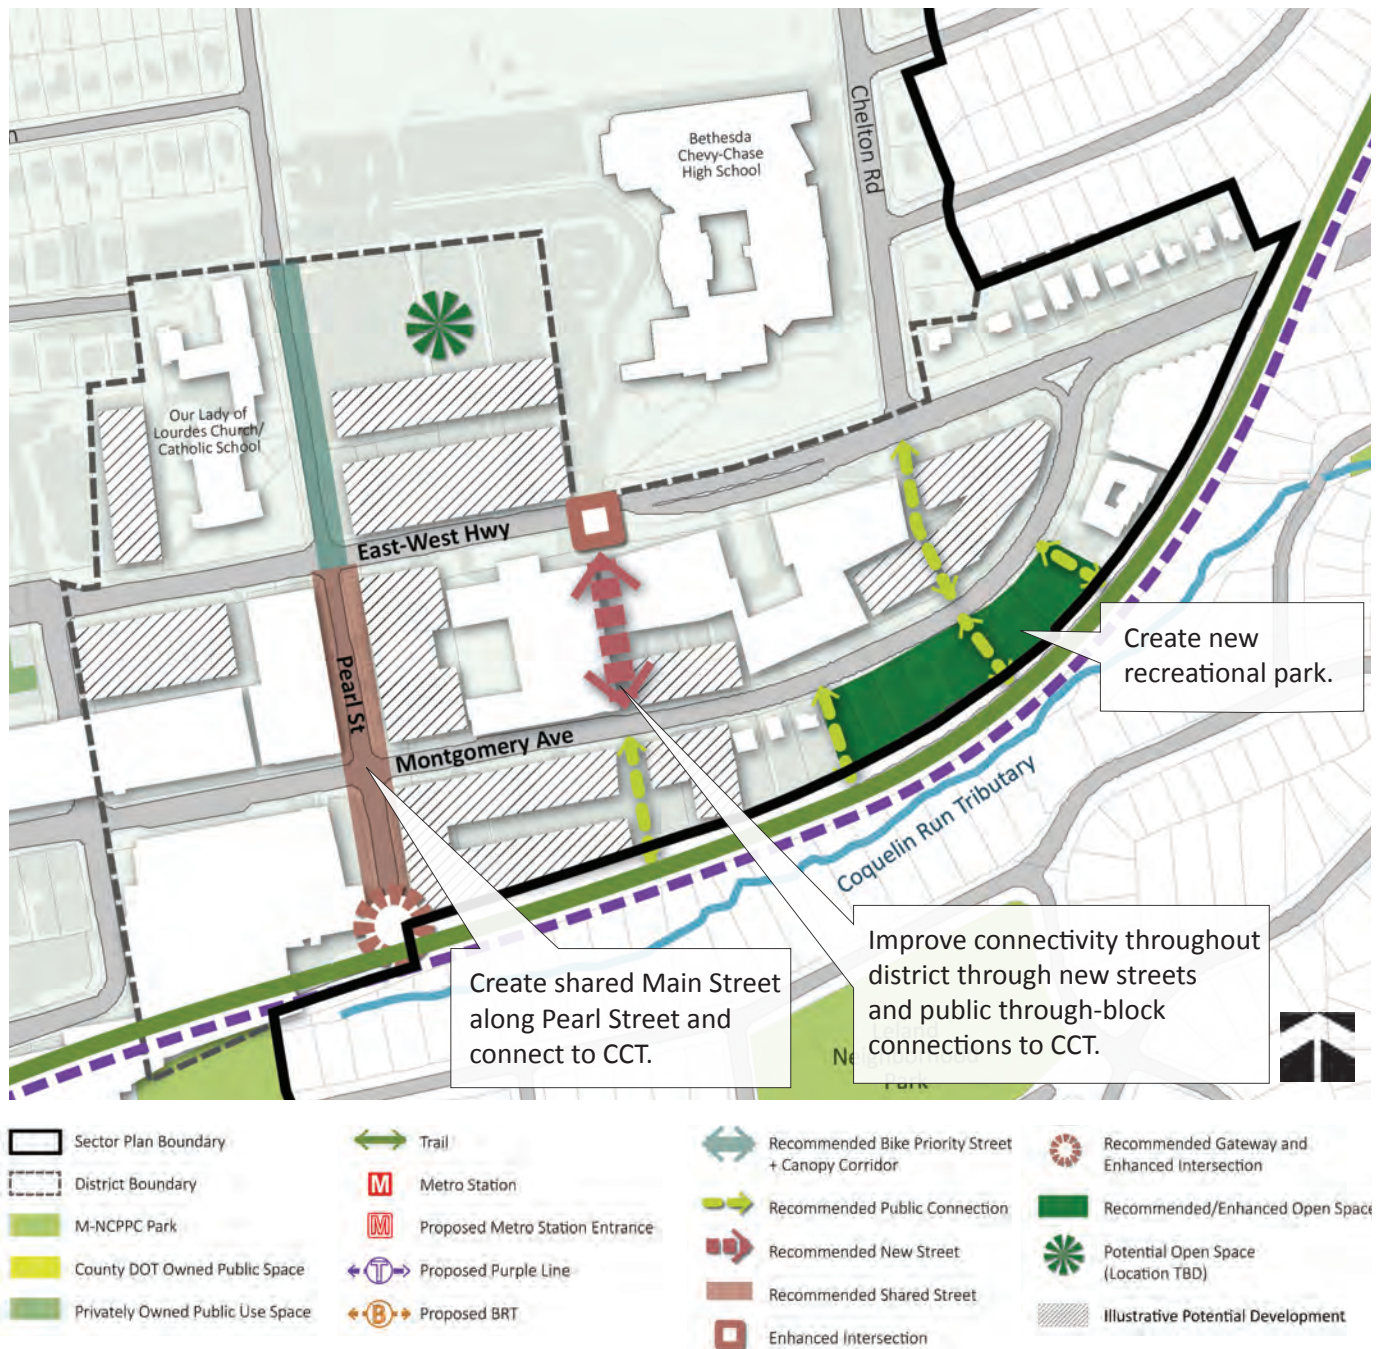 Bethesda
Chevy-Chase
High School
Chelton Rd
Our Lady of
Lourdes Church/
Catholic School
East-West Hwy
Pearl St
Montgomery Ave
Create new
recreational park.
Coquelin Run Tributary
Create shared Main Street
along Pearl Street and
connect to CCT.
Improve connectivity throughout
district through new streets
and public through-block
connections to CCT.
Leland
Neighborhood
Park
Sector Plan Boundary
District Boundary
M-NCPPC Park
County DOT Owned Public Space
Privately Owned Public Use Space
Trail
M Metro Station
M Proposed Metro Station Entrance
T Proposed Purple Line
B Proposed BRT
Recommended Bike Priority Street
+ Canopy Corridor
Recommended Public Connection
Recommended New Street
Recommended Shared Street
Enhanced Intersection
Recommended Gateway and
Enhanced Intersection
Recommended/Enhanced Open Space
Potential Open Space
(Location TBD)
Illustrative Potential Development